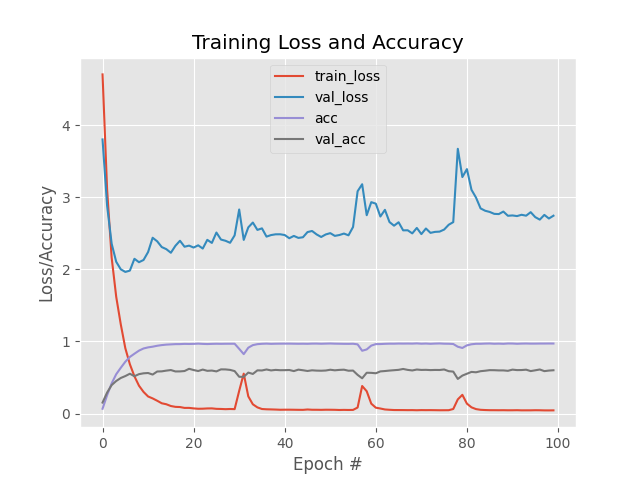 Training Loss and Accuracy
train_loss
val_loss
acc
val_acc
Loss/Accuracy
4
3
2
1
0
0 20 40 60 80 100
Epoch #